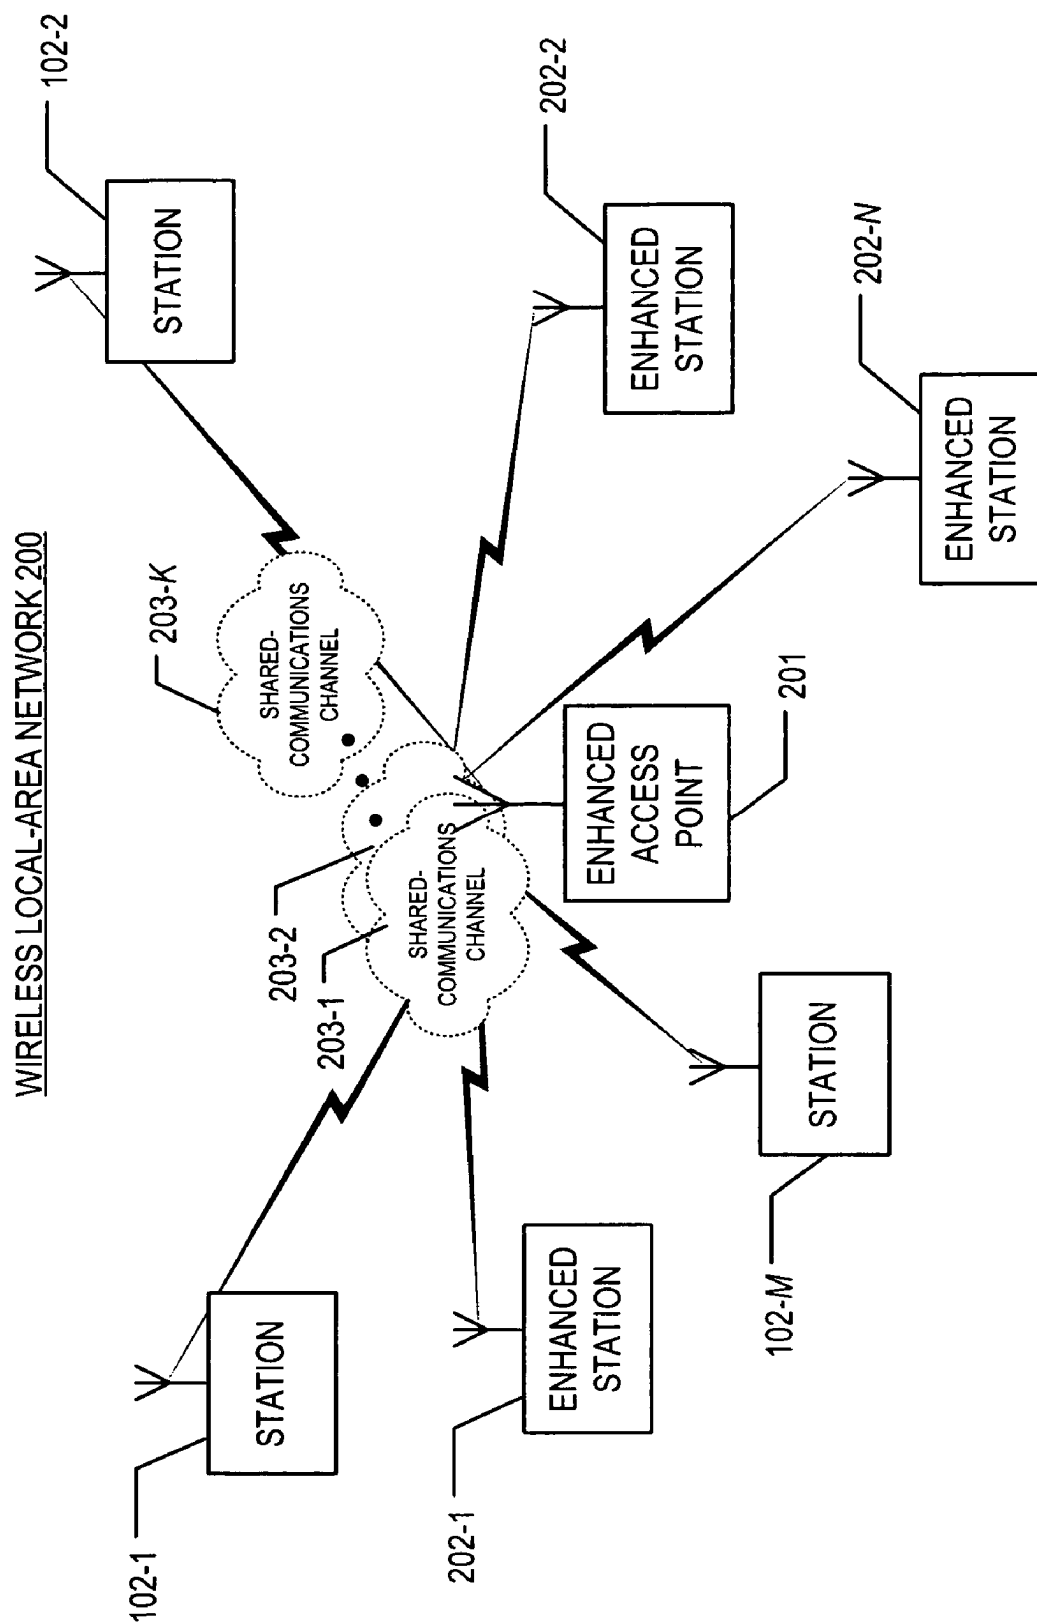 WIRELESS LOCAL-AREA NETWORK 200
102-1
STATION
203-1
203-2
203-K
SHARED-
COMMUNICATIONS
CHANNEL
102-2
STATION
202-1
ENHANCED
STATION
SHARED-
COMMUNICATIONS
CHANNEL
202-2
ENHANCED
STATION
102-M
STATION
ENHANCED
ACCESS
POINT
201
202-N
ENHANCED
STATION